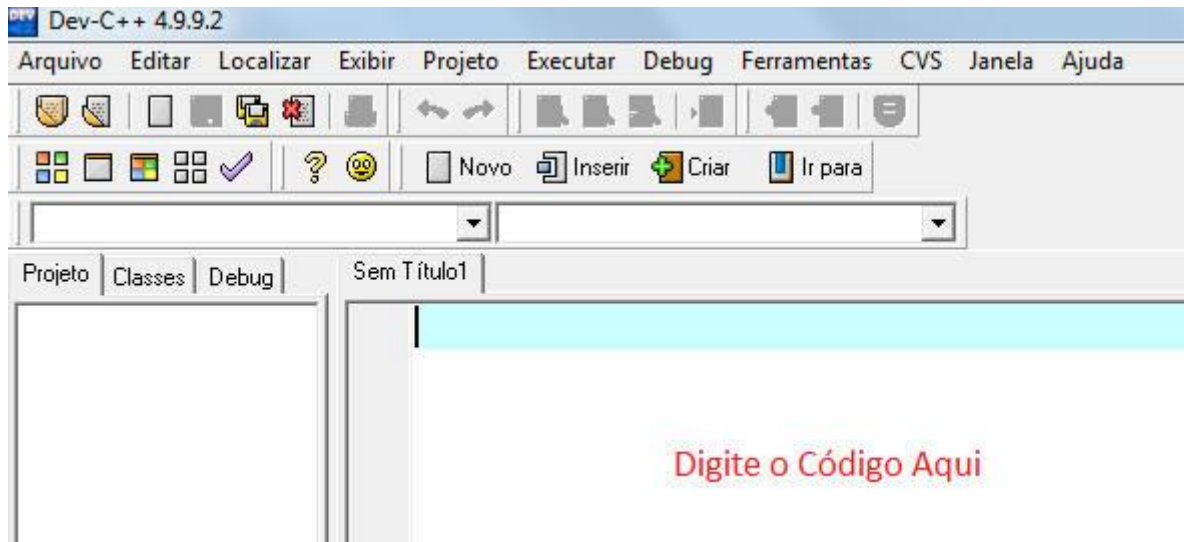 DEV Dev-C++ 4.9.9.2
Arquivo Editar Localizar Exibir Projeto Executar Debug Ferramentas CVS Janela Ajuda
Novo Inserir Criar Ir para
Projeto Classes Debug Sem Título1
Digite o Código Aqui